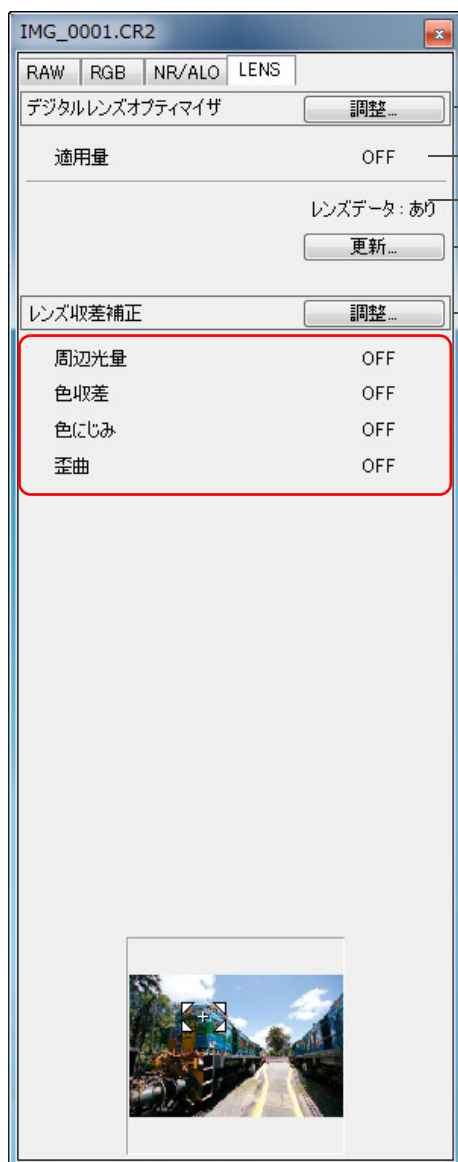 IMG_0001.CR2
x
RAW RGB NR/ALO LENS
デジタルレンズオプティマイザ 調整...
適用量 OFF
レンズデータ : あり
更新...
レンズ収差補正 調整...
周辺光量 OFF
色収差 OFF
色にじみ OFF
歪曲 OFF